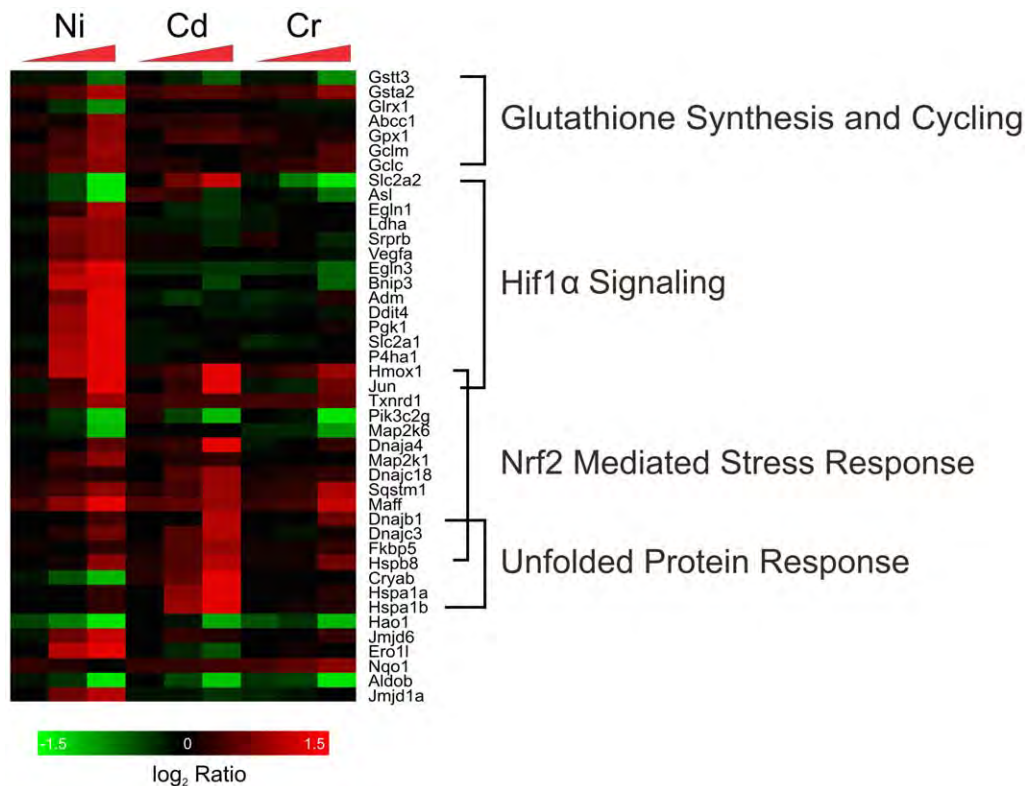 Ni Cd Cr
Gstt3
Gsta2
Glrx1
Abcc1
Gpx1
Gclm
Gclc
Slc2a2
Asl
Egln1
Ldha
Srprb
Vegfa
Egln3
Bnip3
Adm
Ddit4
Pgk1
Slc2a1
P4ha1
Hmox1
Jun
Txnrd1
Pik3c2g
Map2k6
Dnaja4
Map2k1
Dnajc18
Sqstm1
Maff
Dnajb1
Dnajc3
Fkbp5
Hspb8
Cryab
Hspa1a
Hspa1b
Hao1
Jmjd6
Ero1l
Nqo1
Aldob
Jmjd1a
Glutathione Synthesis and Cycling
Hif1α Signaling
Nrf2 Mediated Stress Response
Unfolded Protein Response
-1.5 0 1.5
log₂ Ratio